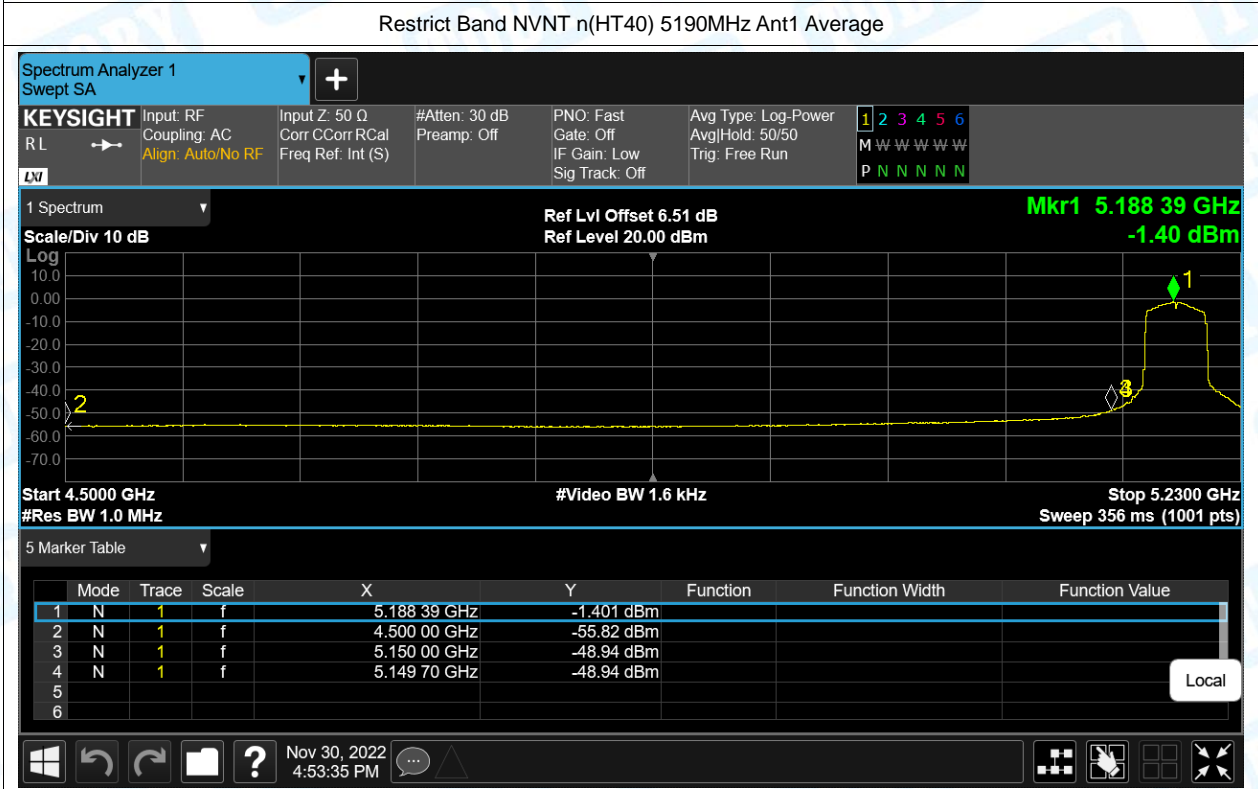 Restrict Band NVNT n(HT40) 5190MHz Ant1 Average
Spectrum Analyzer 1
Swept SA
KEYSIGHT
R L
LXI
Input: RF
Coupling: AC
Align: Auto/No RF
Input Z: 50 Ω
Corr CCorr RCal
Freq Ref: Int (S)
#Atten: 30 dB
Preamp: Off
PNO: Fast
Gate: Off
IF Gain: Low
Sig Track: Off
Avg Type: Log-Power
Avg|Hold: 50/50
Trig: Free Run
1 2 3 4 5 6
M W W W W W
P N N N N N
1 Spectrum
Scale/Div 10 dB
Ref Lvl Offset 6.51 dB
Ref Level 20.00 dBm
Mkr1 5.188 39 GHz
-1.40 dBm
Log
10.0
0.00
-10.0
-20.0
-30.0
-40.0
-50.0
-60.0
-70.0
1
2
Start 4.5000 GHz
#Res BW 1.0 MHz
#Video BW 1.6 kHz
Stop 5.2300 GHz
Sweep 356 ms (1001 pts)
5 Marker Table
Mode Trace Scale X Y Function Function Width Function Value
1 N 1 f 5.188 39 GHz -1.401 dBm
2 N 1 f 4.500 00 GHz -55.82 dBm
3 N 1 f 5.150 00 GHz -48.94 dBm
4 N 1 f 5.149 70 GHz -48.94 dBm
5
6
Local
?
Nov 30, 2022
4:53:35 PM